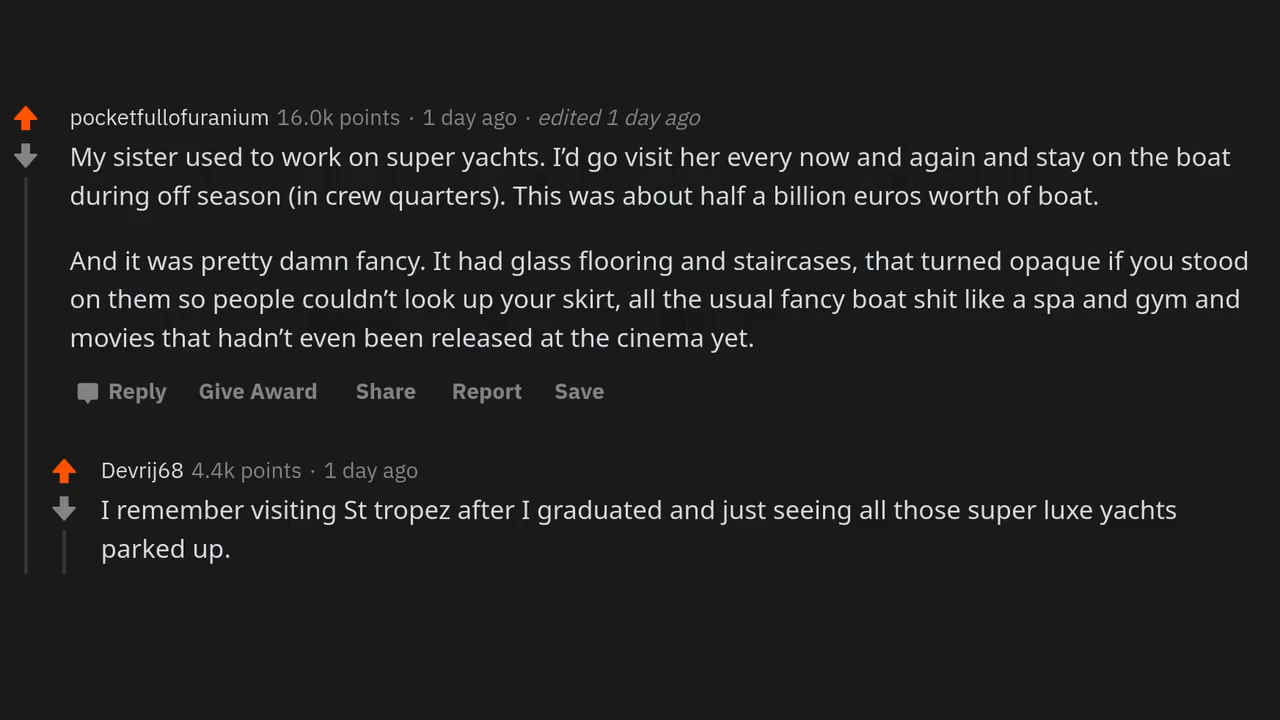 pocketfullofuranium 16.0k points · 1 day ago · edited 1 day ago
My sister used to work on super yachts. I’d go visit her every now and again and stay on the boat
during off season (in crew quarters). This was about half a billion euros worth of boat.
And it was pretty damn fancy. It had glass flooring and staircases, that turned opaque if you stood
on them so people couldn’t look up your skirt, all the usual fancy boat shit like a spa and gym and
movies that hadn’t even been released at the cinema yet.
Reply Give Award Share Report Save
Devrij68 4.4k points · 1 day ago
I remember visiting St tropez after I graduated and just seeing all those super luxe yachts
parked up.